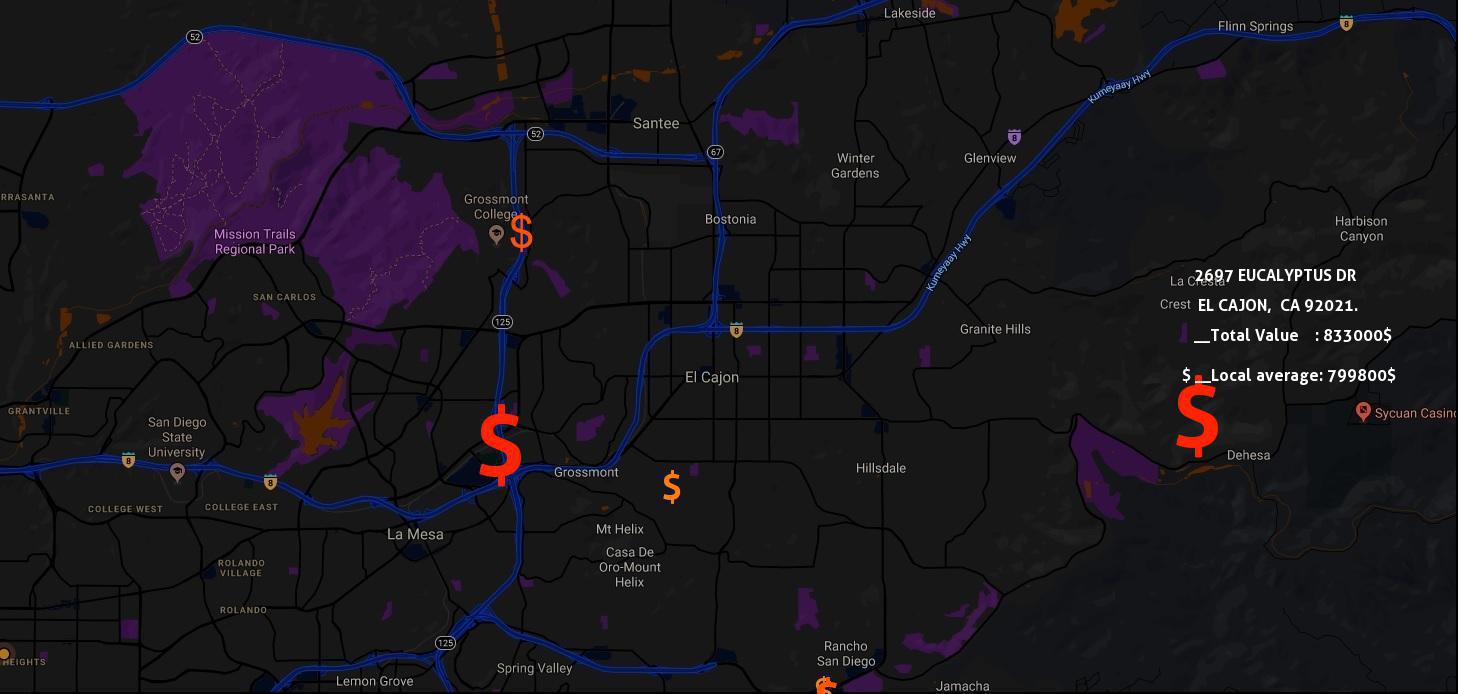 Lakeside
Flinn Springs
8
52
Kumeyaay Hwy
Santee
52
67
8
Winter
Gardens
Glenview
RRASANTA
Grossmont
College
$
Bostonia
Harbison
Canyon
Mission Trails
Regional Park
Kumeyaay Hwy
2697 EUCALYPTUS DR
La Cresta
SAN CARLOS
Crest
EL CAJON, CA 92021.
125
8
Granite Hills
__Total Value : 833000$
ALLIED GARDENS
El Cajon
$ __Local average: 799800$
$
GRANTVILLE
Sycuan Casino
San Diego
State
University
$
8
Grossmont
Hillsdale
Dehesa
8
$
COLLEGE WEST
COLLEGE EAST
La Mesa
Mt Helix
Casa De
Oro-Mount
Helix
ROLANDO
VILLAGE
ROLANDO
125
Rancho
San Diego
HEIGHTS
Spring Valley
Lemon Grove
$
Jamacha